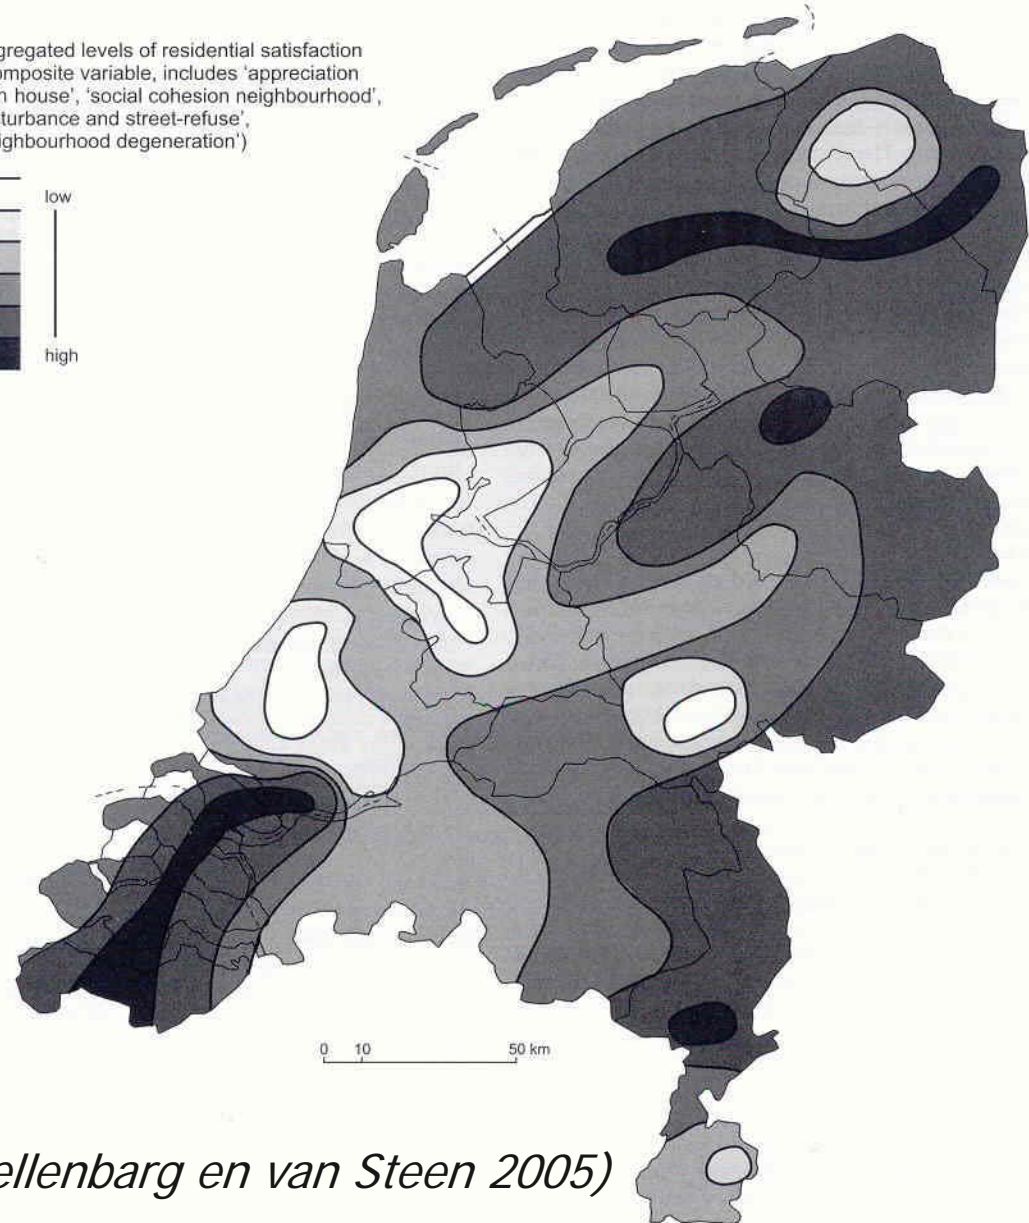 gregated levels of residential satisfaction
omposite variable, includes 'appreciation
n house', 'social cohesion neighbourhood',
turbance and street-refuse',
ighbourhood degeneration')
low
high
0 10 50 km
ellenbarg en van Steen 2005)